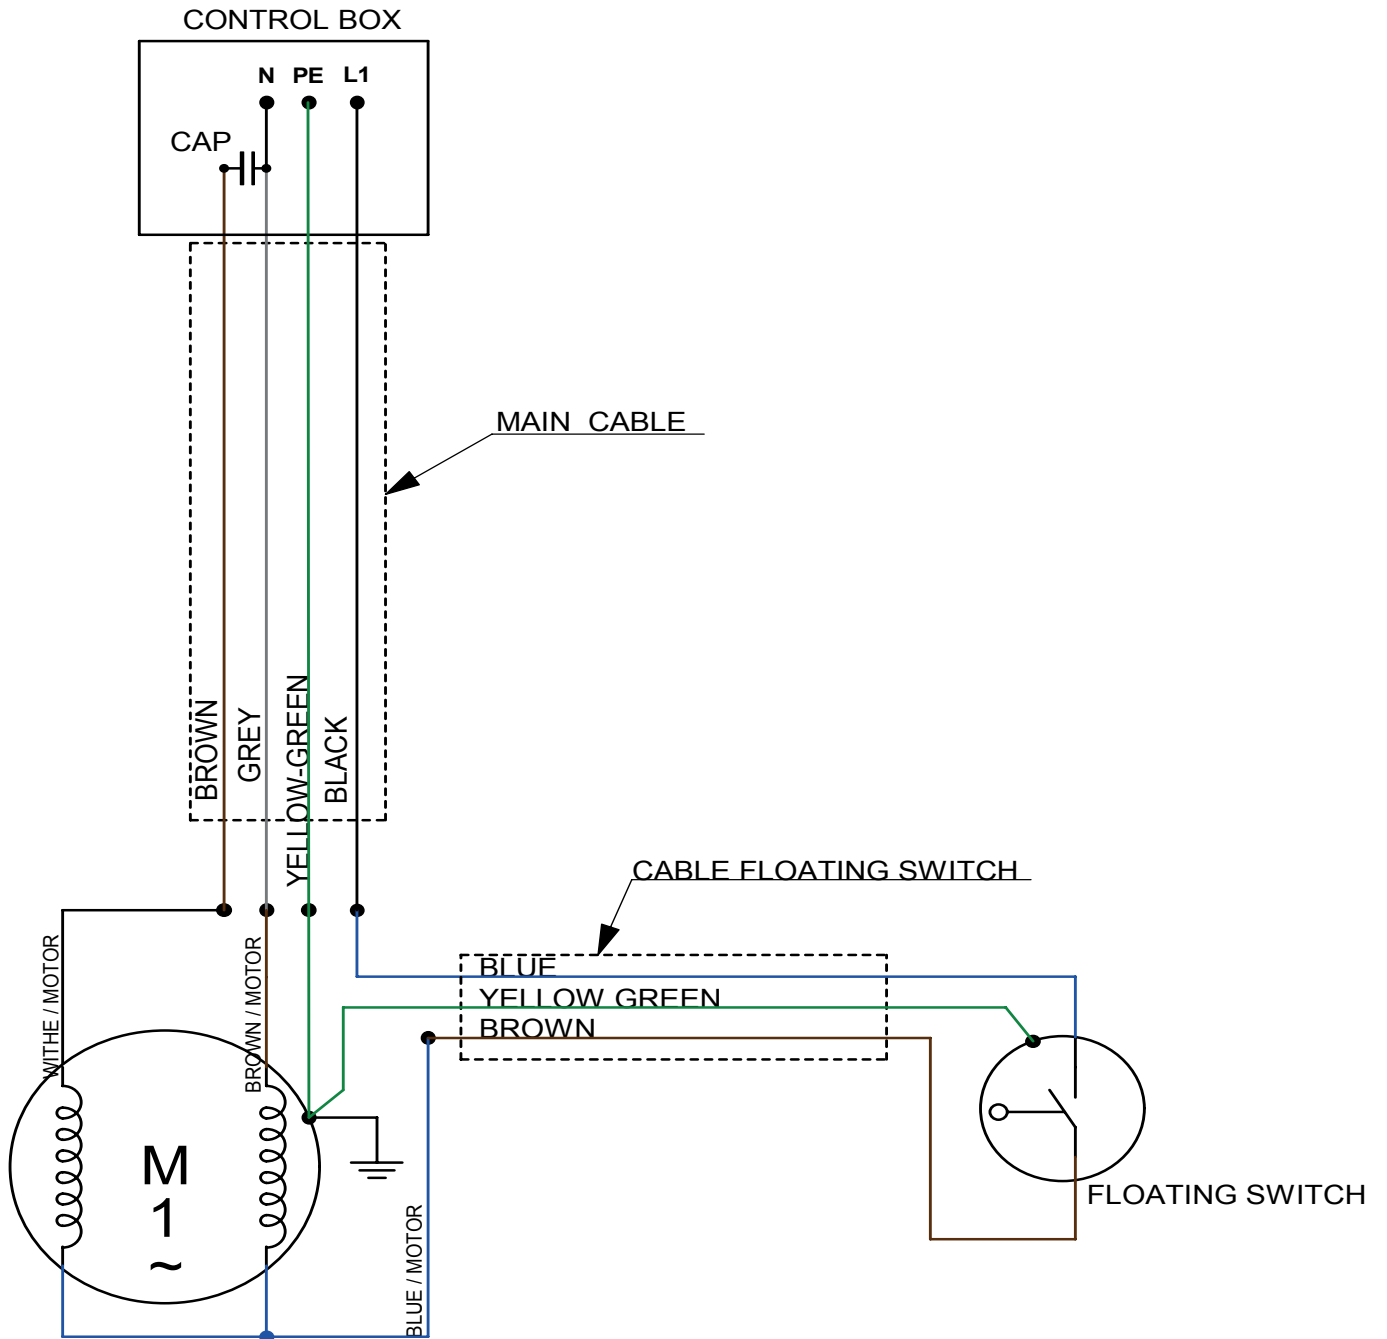 CONTROL BOX
N PE L1
CAP
MAIN CABLE
BROWN
GREY
YELLOW-GREEN
BLACK
CABLE FLOATING SWITCH
WITHE / MOTOR
BROWN / MOTOR
BLUE
YELLOW GREEN
BROWN
M
1
~
FLOATING SWITCH
BLUE / MOTOR